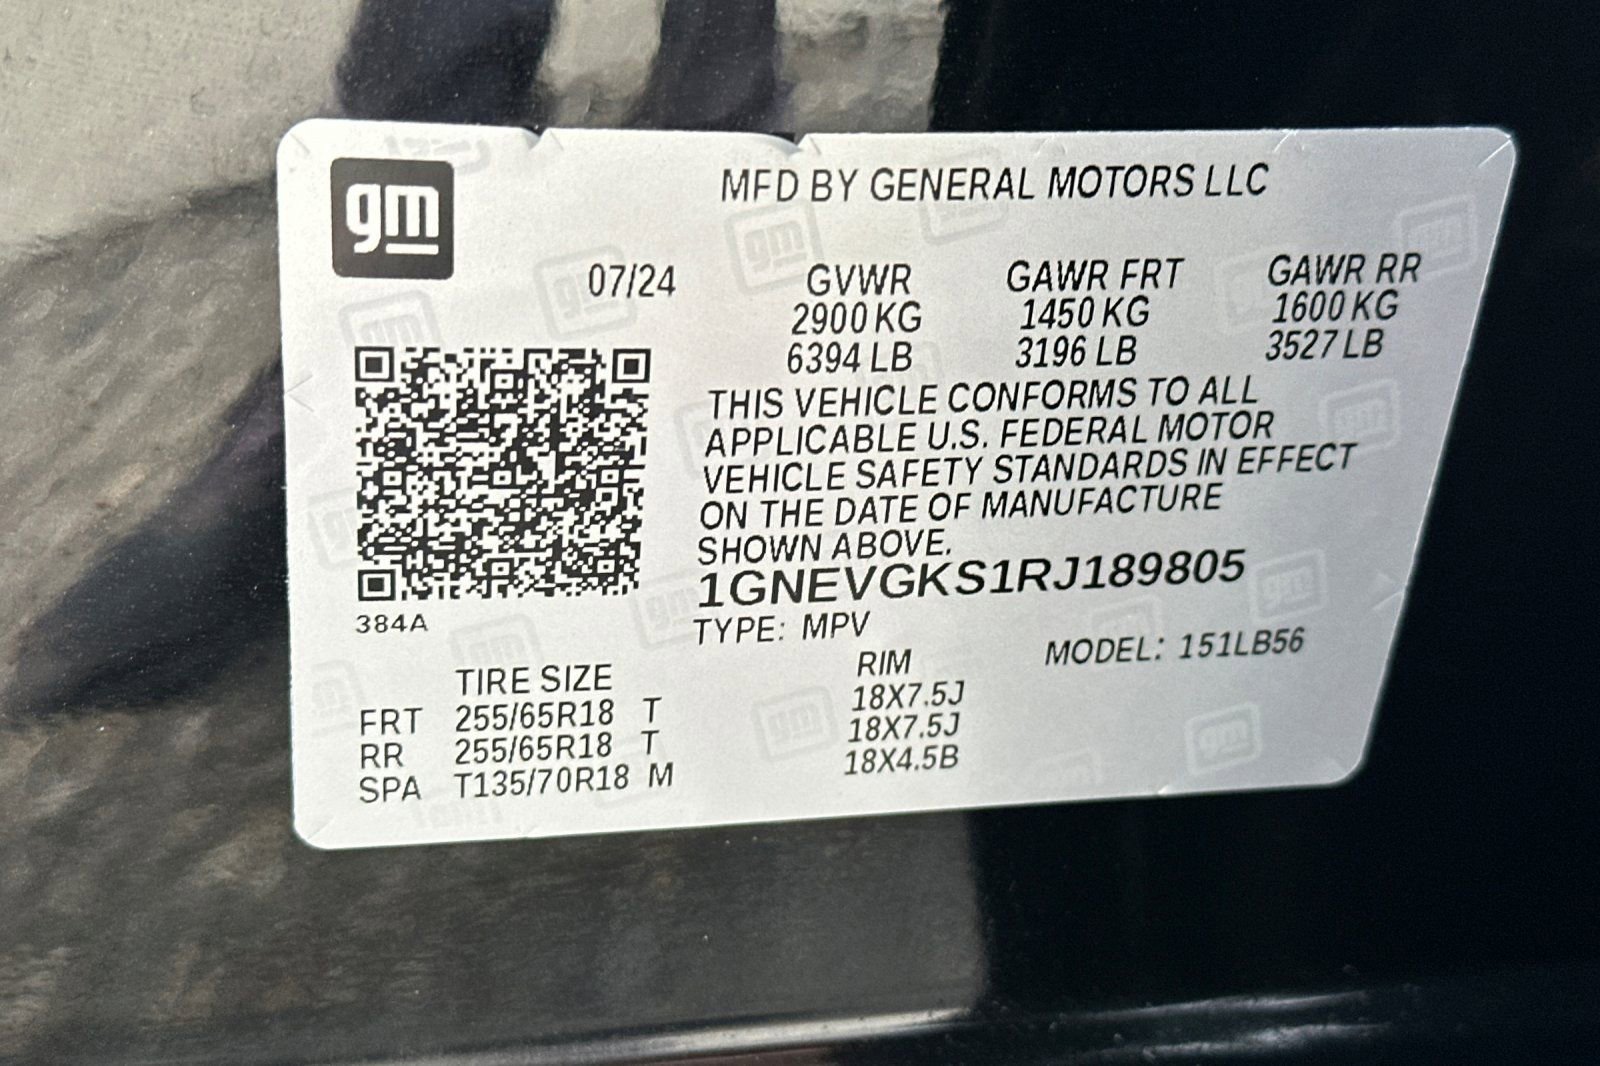 gm
MFD BY GENERAL MOTORS LLC
07/24 GVWR GAWR FRT GAWR RR
2900 KG 1450 KG 1600 KG
6394 LB 3196 LB 3527 LB
THIS VEHICLE CONFORMS TO ALL
APPLICABLE U.S. FEDERAL MOTOR
VEHICLE SAFETY STANDARDS IN EFFECT
ON THE DATE OF MANUFACTURE
SHOWN ABOVE.
1GNEVGKS1RJ189805
384A
TYPE: MPV MODEL: 151LB56
TIRE SIZE RIM
FRT 255/65R18 T 18X7.5J
RR 255/65R18 T 18X7.5J
SPA T135/70R18 M 18X4.5B